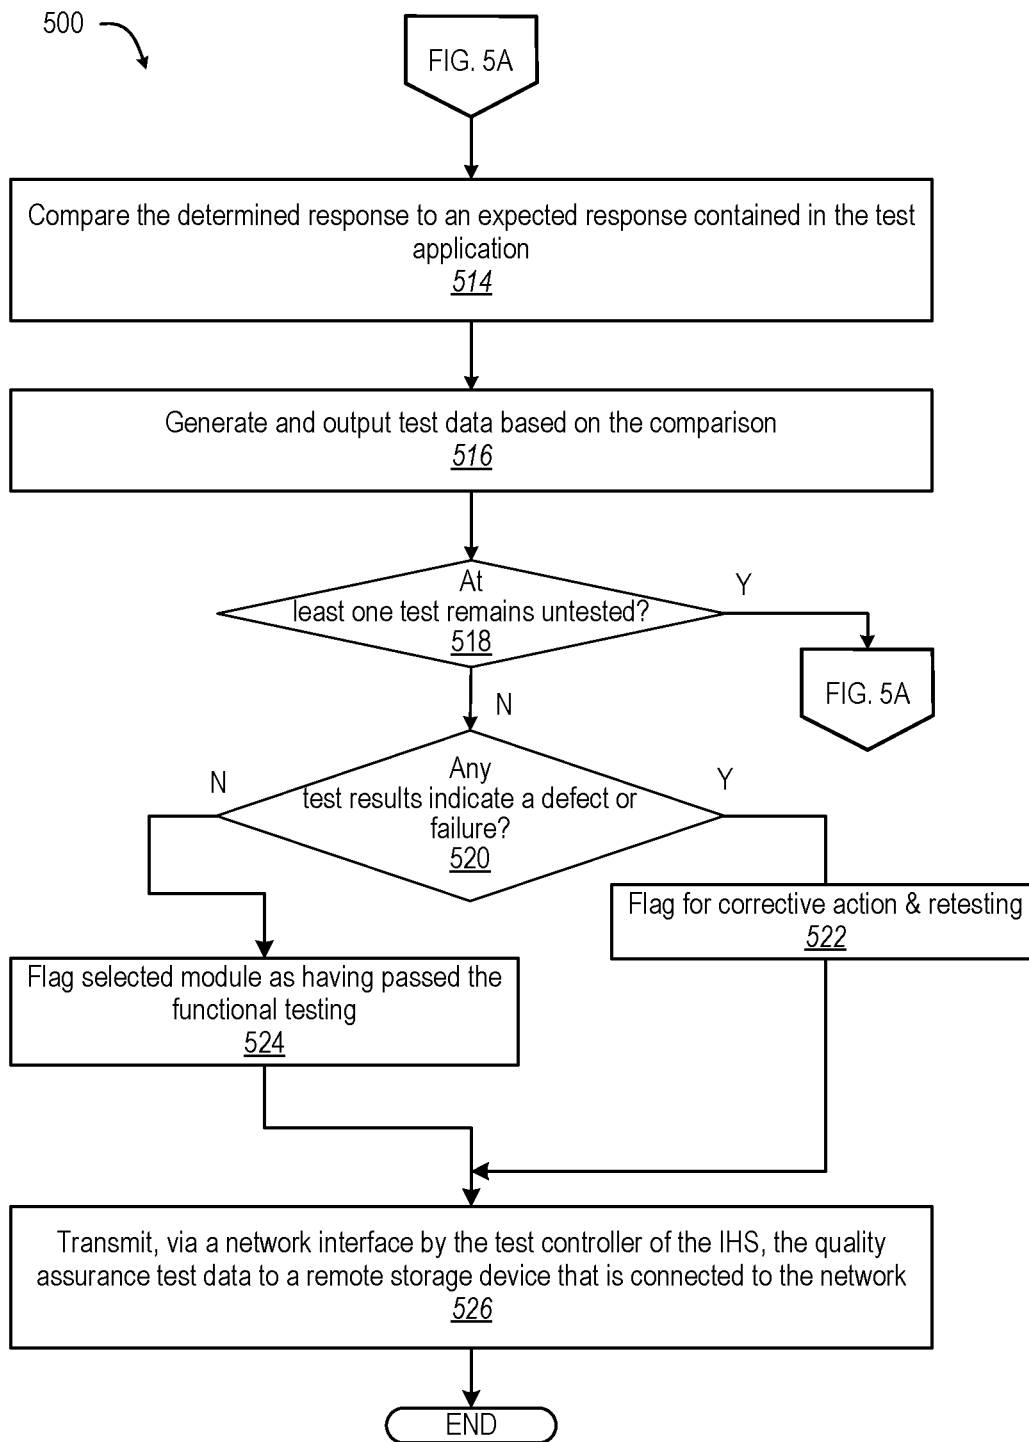 500
FIG. 5A
Compare the determined response to an expected response contained in the test
application
514
Generate and output test data based on the comparison
516
At
least one test remains untested?
518
Y
FIG. 5A
N
Any
test results indicate a defect or
failure?
520
N
Y
Flag for corrective action & retesting
522
Flag selected module as having passed the
functional testing
524
Transmit, via a network interface by the test controller of the IHS, the quality
assurance test data to a remote storage device that is connected to the network
526
END